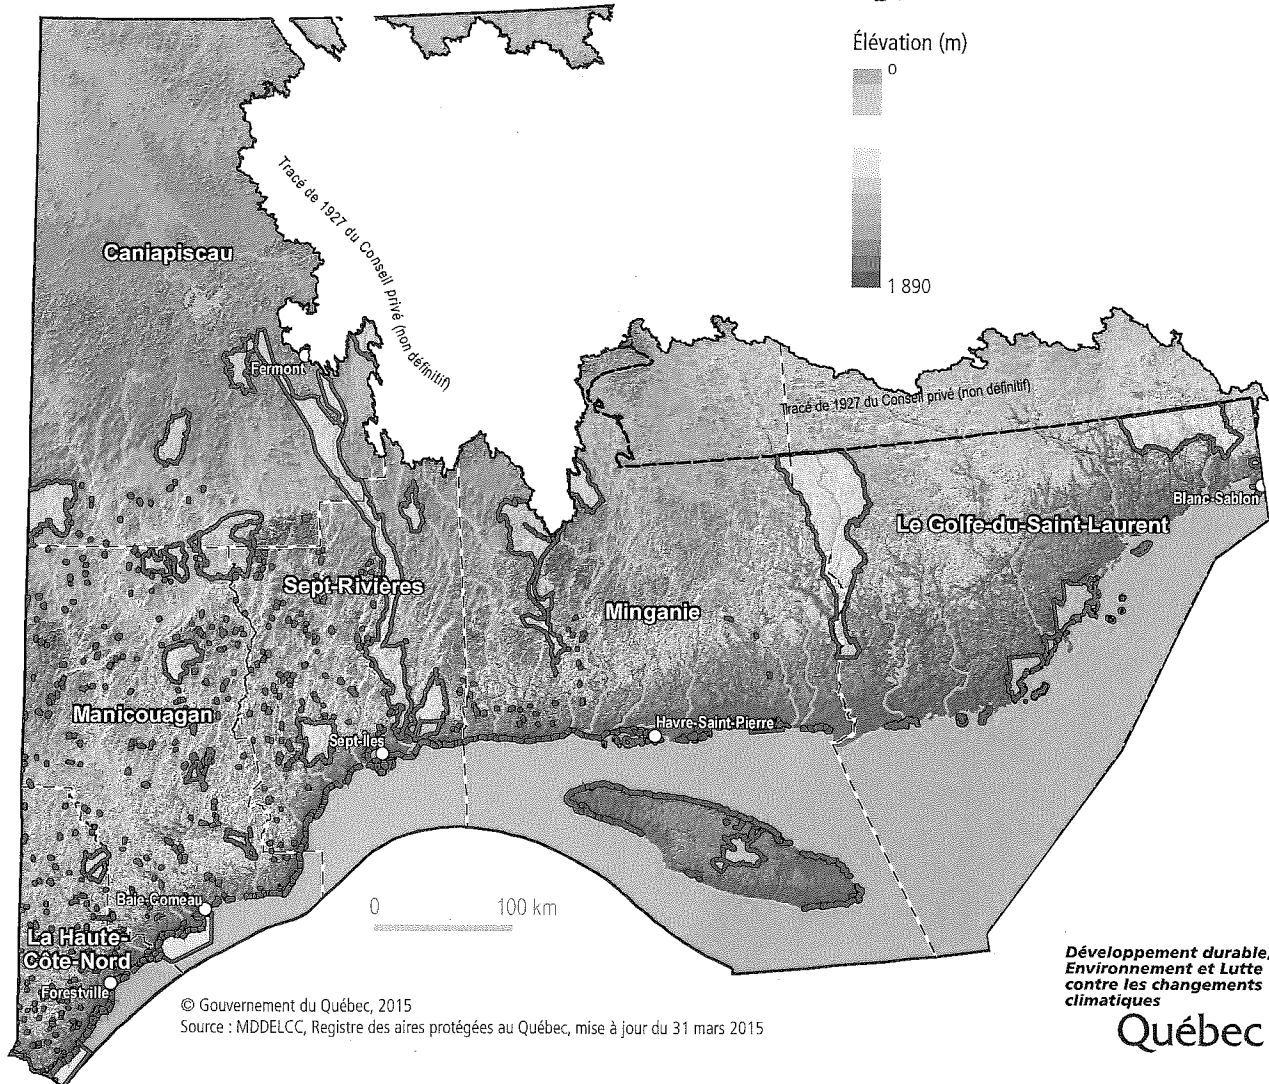 Élévation (m)
0
1 890
Tracé de 1927 du Conseil privé (non définitif)
Caniapiscau
Fermont
Tracé de 1927 du Conseil privé (non définitif)
Blanc-Sablon
Le Golfe-du-Saint-Laurent
Sept-Rivières
Minganie
Manicouagan
Havre-Saint-Pierre
Sept-Îles
Baie-Comeau
0 100 km
La Haute-
Côte-Nord
Forestville
Développement durable,
Environnement et Lutte
contre les changements
climatiques
Québec
© Gouvernement du Québec, 2015
Source : MDDELCC, Registre des aires protégées au Québec, mise à jour du 31 mars 2015